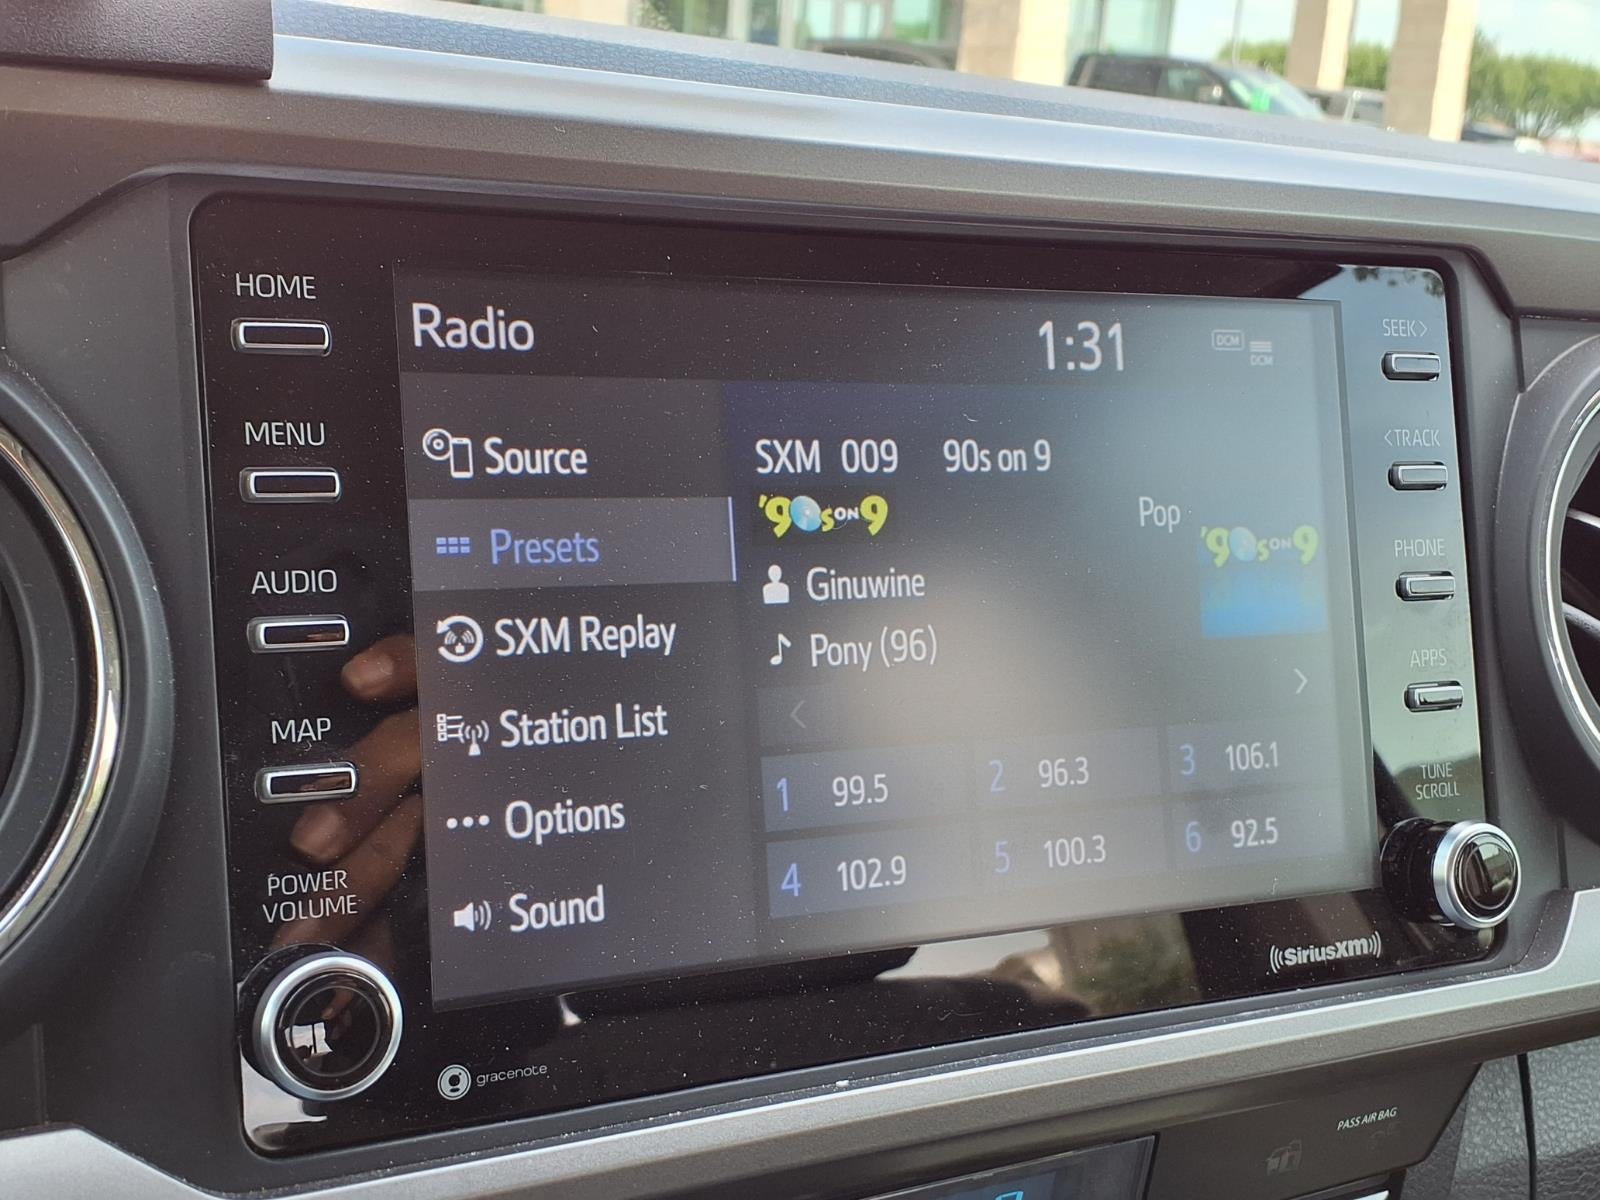 HOME
MENU
AUDIO
MAP
POWER
VOLUME
Radio
1:31
DCM
DCM
Source
Presets
SXM Replay
Station List
Options
Sound
SXM 009 90s on 9
'90s ON 9
Pop
'90s ON 9
Ginuwine
Pony (96)
1 99.5
2 96.3
3 106.1
4 102.9
5 100.3
6 92.5
SEEK>
<TRACK
PHONE
APPS
TUNE
SCROLL
SiriusXM
gracenote
PASS AIR BAG